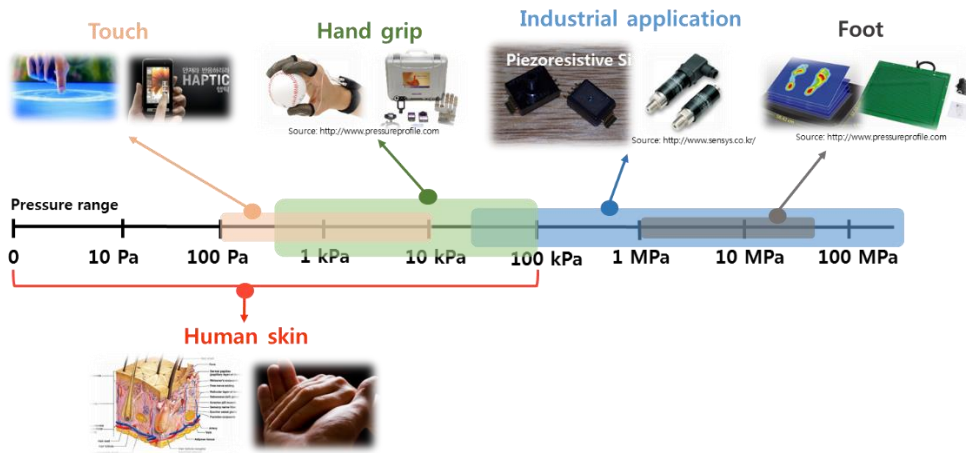 Touch
Hand grip
Industrial application
Foot
HAPTIC
Piezoresistive Si
Source: http://www.pressureprofile.com
Source: http://www.sensys.co.kr/
Source: http://www.pressureprofile.com
Pressure range
0
10 Pa
100 Pa
1 kPa
10 kPa
100 kPa
1 MPa
10 MPa
100 MPa
Human skin